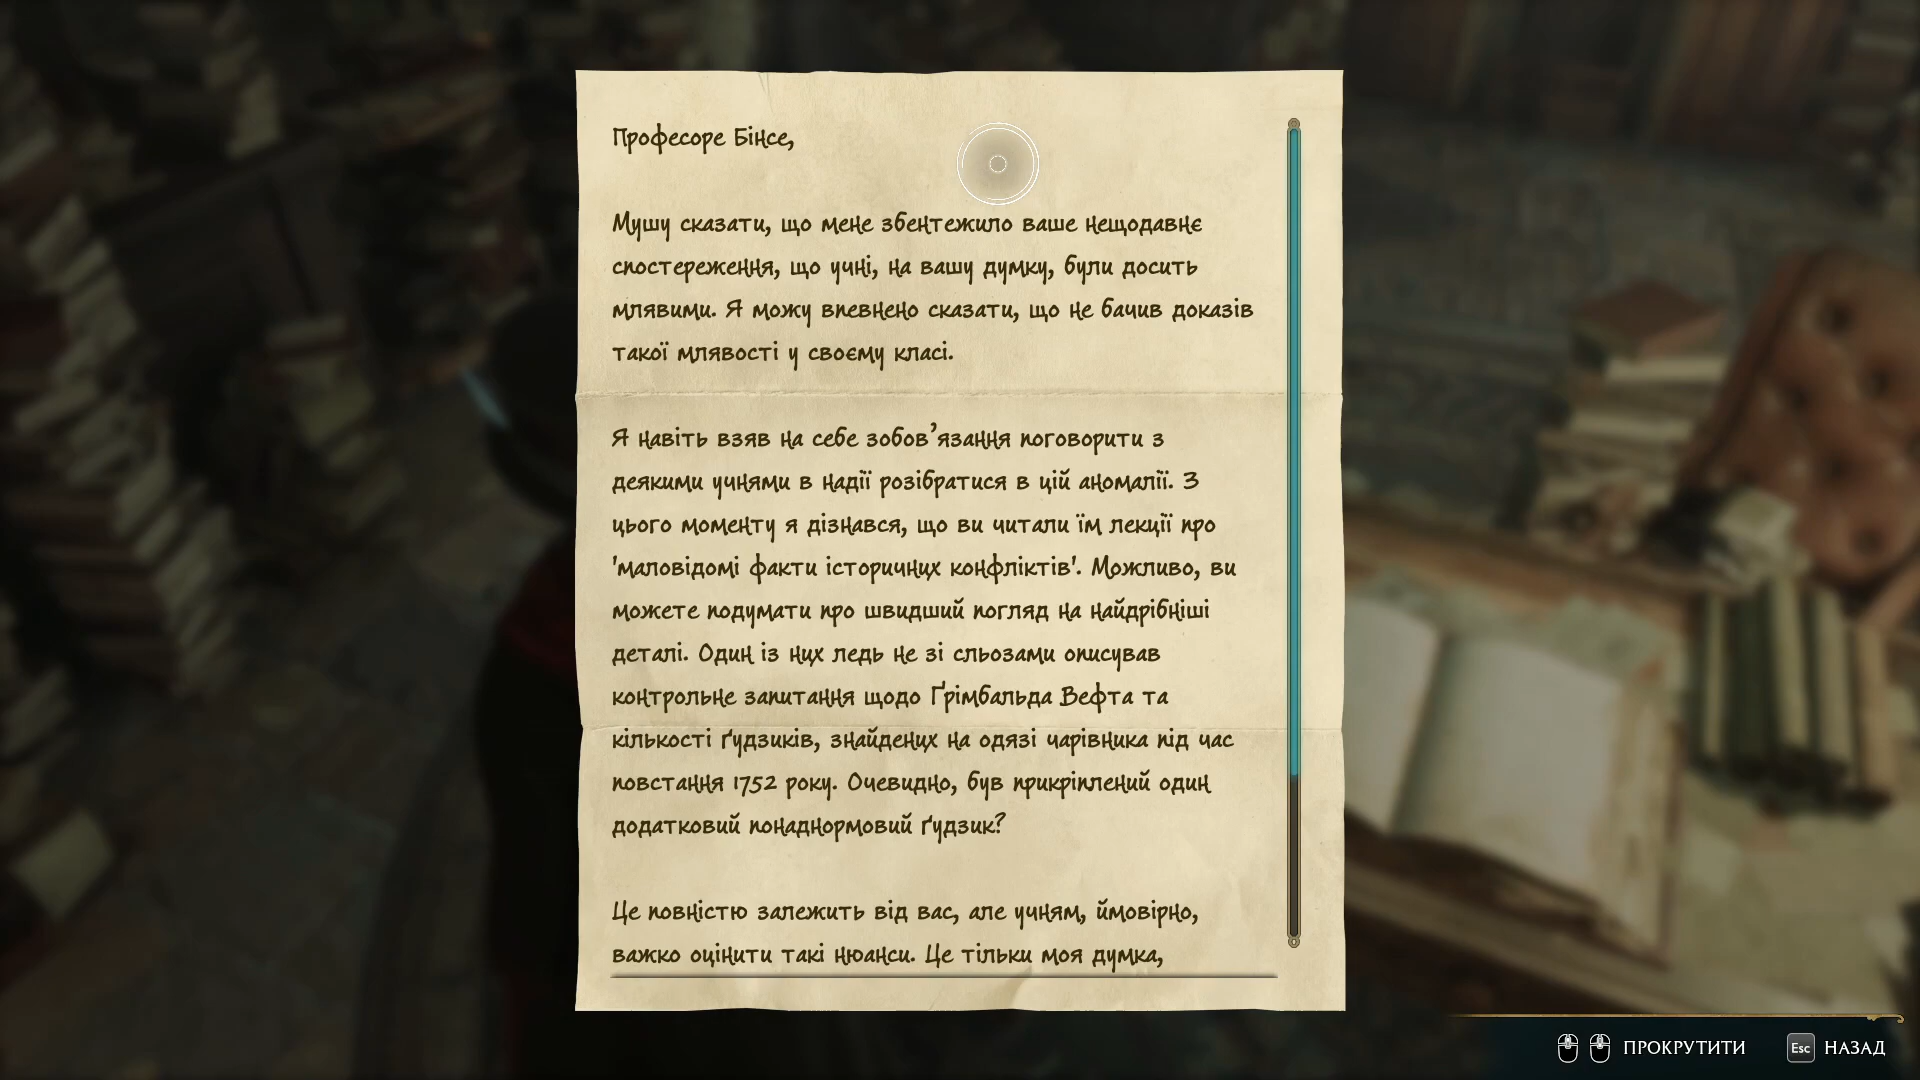 Професоре Бінсе,
Мушу сказати, що мене збентежило ваше нещодавнє
спостереження, що учні, на вашу думку, були досить
млявими. Я можу впевнено сказати, що не бачив доказів
такої млявості у своєму класі.
Я навіть взяв на себе зобов’язання поговорити з
деякими учнями в надії розібратися в цій аномалії. З
цього моменту я дізнався, що ви читали їм лекції про
'маловідомі факти історичних конфліктів'. Можливо, ви
можете подумати про швидший погляд на найдрібніші
деталі. Один із них ледь не зі сльозами описував
контрольне запитання щодо Ґрімбальда Вефта та
кількості ґудзиків, знайдених на одязі чарівника під час
повстання 1752 року. Очевидно, був прикріплений один
додатковий понаднормовий ґудзик?
Це повністю залежить від вас, але учням, ймовірно,
важко оцінити такі нюанси. Це тільки моя думка,
ПРОКРУТИТИ
Esc НАЗАД